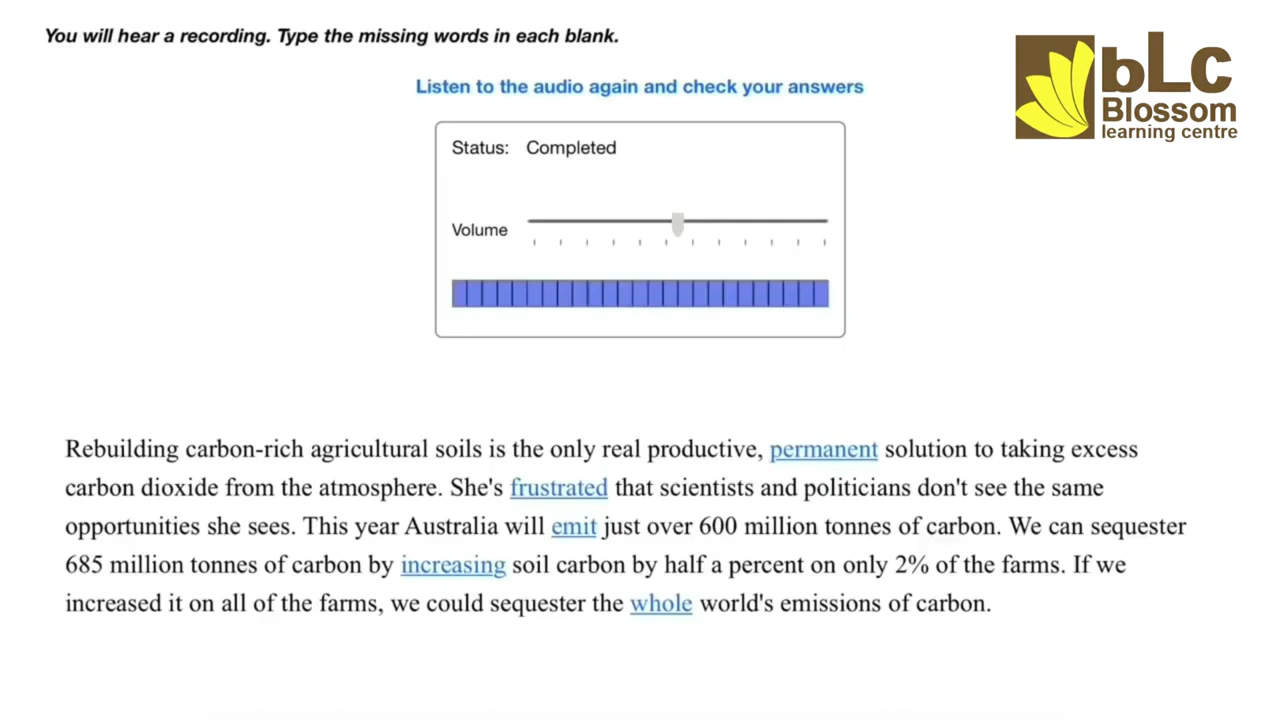 You will hear a recording. Type the missing words in each blank.
bLc
Blossom
learning centre
Listen to the audio again and check your answers
Status: Completed
Volume
Rebuilding carbon-rich agricultural soils is the only real productive, permanent solution to taking excess
carbon dioxide from the atmosphere. She's frustrated that scientists and politicians don't see the same
opportunities she sees. This year Australia will emit just over 600 million tonnes of carbon. We can sequester
685 million tonnes of carbon by increasing soil carbon by half a percent on only 2% of the farms. If we
increased it on all of the farms, we could sequester the whole world's emissions of carbon.